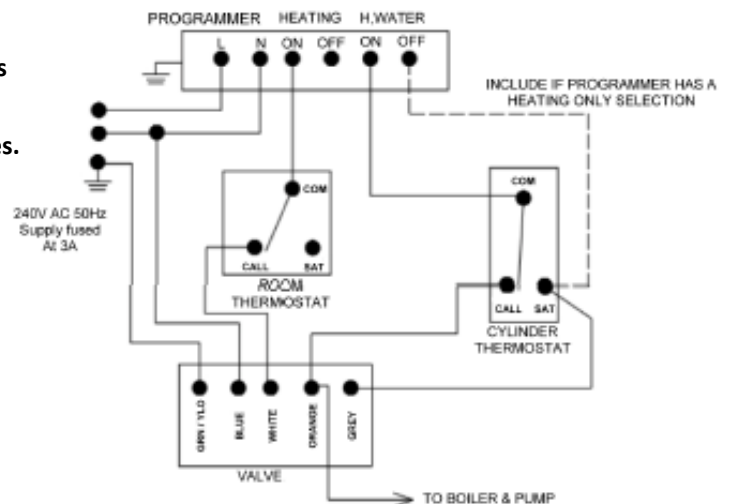 PROGRAMMER HEATING H,WATER
L N ON OFF ON OFF
s
es.
INCLUDE IF PROGRAMMER HAS A
HEATING ONLY SELECTION
240V AC 50Hz
Supply fused
At 3A
COM
CALL SAT
ROOM
THERMOSTAT
COM
CALL SAT
CYLINDER
THERMOSTAT
GRN / YLD
BLUE
WHITE
ORANGE
GREY
VALVE
TO BOILER & PUMP